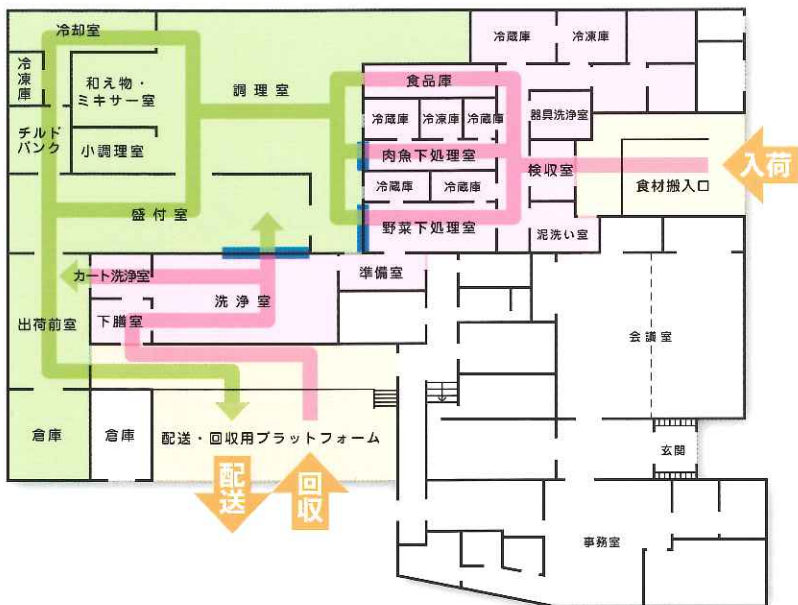 冷却室
冷蔵庫
冷凍庫
冷凍庫
和え物・
ミキサー室
調理室
食品庫
器具洗浄室
冷蔵庫
冷凍庫
冷蔵庫
チルド
バンク
小調理室
肉魚下処理室
検収室
食材搬入口
入荷
冷蔵庫
冷蔵庫
盛付室
野菜下処理室
泥洗い室
カート洗浄室
準備室
洗浄室
下膳室
出荷前室
会議室
倉庫
倉庫
配送・回収用プラットフォーム
玄関
配送
回収
事務室